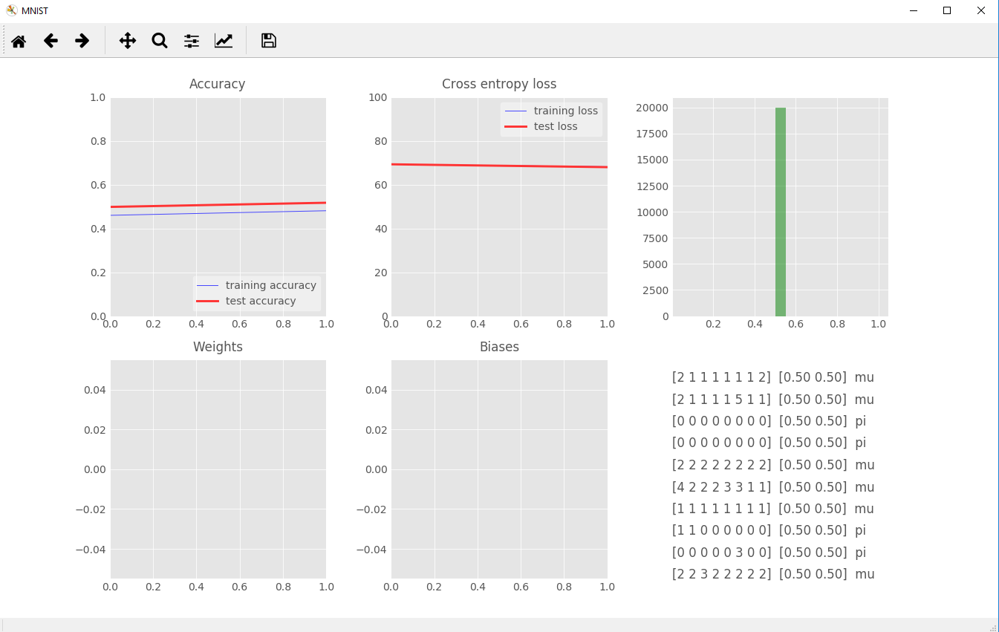 MNIST
Accuracy
1.0
0.8
0.6
0.4
0.2
0.0
training accuracy
test accuracy
0.0 0.2 0.4 0.6 0.8 1.0
Cross entropy loss
100
80
60
40
20
0
training loss
test loss
0.0 0.2 0.4 0.6 0.8 1.0
20000
17500
15000
12500
10000
7500
5000
2500
0
0.2 0.4 0.6 0.8 1.0
Weights
0.04
0.02
0.00
−0.02
−0.04
0.0 0.2 0.4 0.6 0.8 1.0
Biases
0.04
0.02
0.00
−0.02
−0.04
0.0 0.2 0.4 0.6 0.8 1.0
[2 1 1 1 1 1 1 2] [0.50 0.50] mu
[2 1 1 1 1 5 1 1] [0.50 0.50] mu
[0 0 0 0 0 0 0 0] [0.50 0.50] pi
[0 0 0 0 0 0 0 0] [0.50 0.50] pi
[2 2 2 2 2 2 2 2] [0.50 0.50] mu
[4 2 2 2 3 3 1 1] [0.50 0.50] mu
[1 1 1 1 1 1 1 1] [0.50 0.50] mu
[1 1 0 0 0 0 0 0] [0.50 0.50] pi
[0 0 0 0 0 3 0 0] [0.50 0.50] pi
[2 2 3 2 2 2 2 2] [0.50 0.50] mu